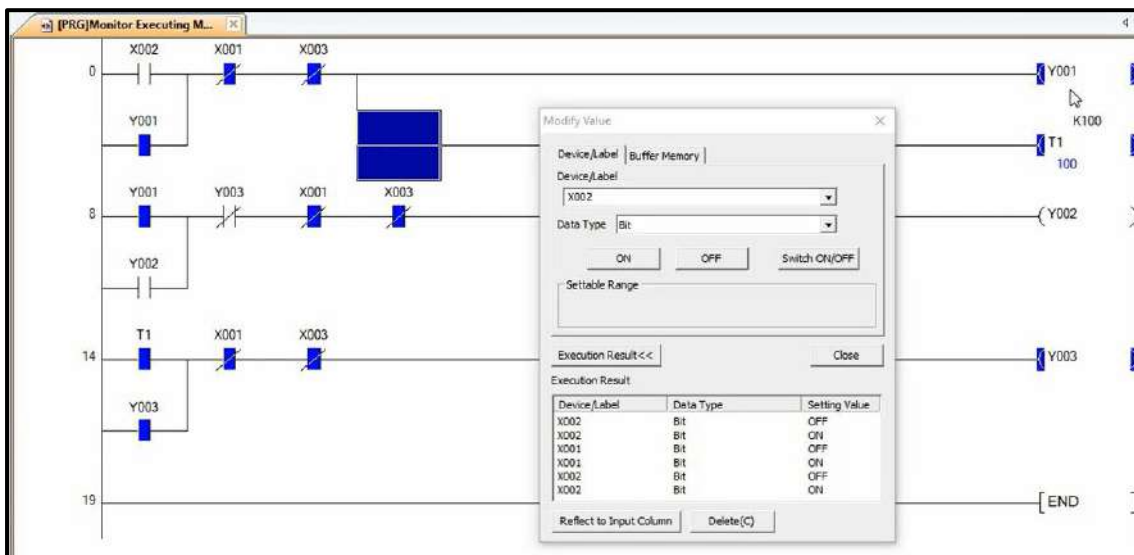 [PRG]Monitor Executing M...
X002 X001 X003
0 Y001
Y001 K100
T1
100
Y001 Y003 X001 X003
8 Y002
Y002
T1 X001 X003
14 Y003
Y003
19 END
Modify Value
Device/Label Buffer Memory
Device/Label
X002
Data Type Bit
ON OFF Switch ON/OFF
Settable Range
Execution Result<< Close
Execution Result
Device/Label Data Type Setting Value
X002 Bit OFF
X002 Bit ON
X001 Bit OFF
X001 Bit ON
X002 Bit OFF
X002 Bit ON
Reflect to Input Column Delete(C)